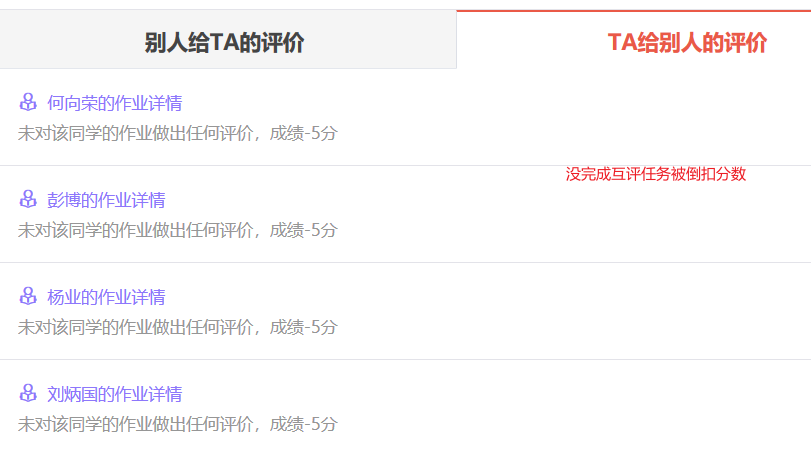 别人给TA的评价
TA给别人的评价
何向荣的作业详情
未对该同学的作业做出任何评价，成绩-5分
没完成互评任务被倒扣分数
彭博的作业详情
未对该同学的作业做出任何评价，成绩-5分
杨业的作业详情
未对该同学的作业做出任何评价，成绩-5分
刘炳国的作业详情
未对该同学的作业做出任何评价，成绩-5分